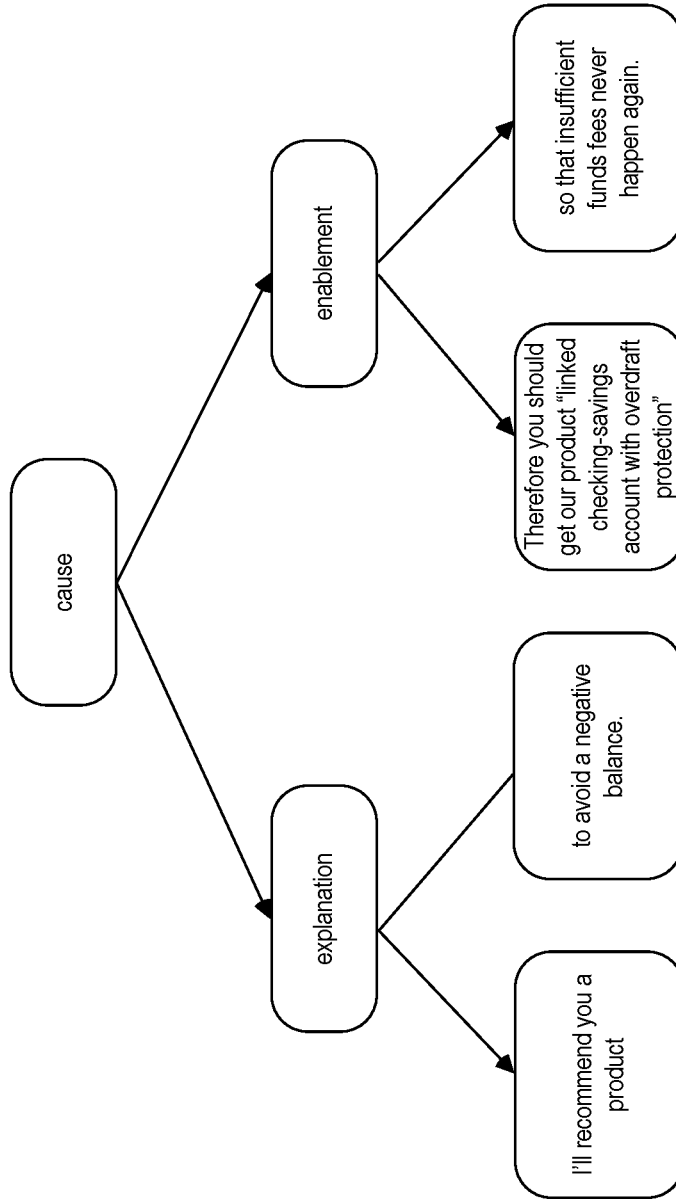 cause
explanation
enablement
I'll recommend you a
product
to avoid a negative
balance.
Therefore you should
get our product “linked
checking-savings
account with overdraft
protection”
so that insufficient
funds fees never
happen again.